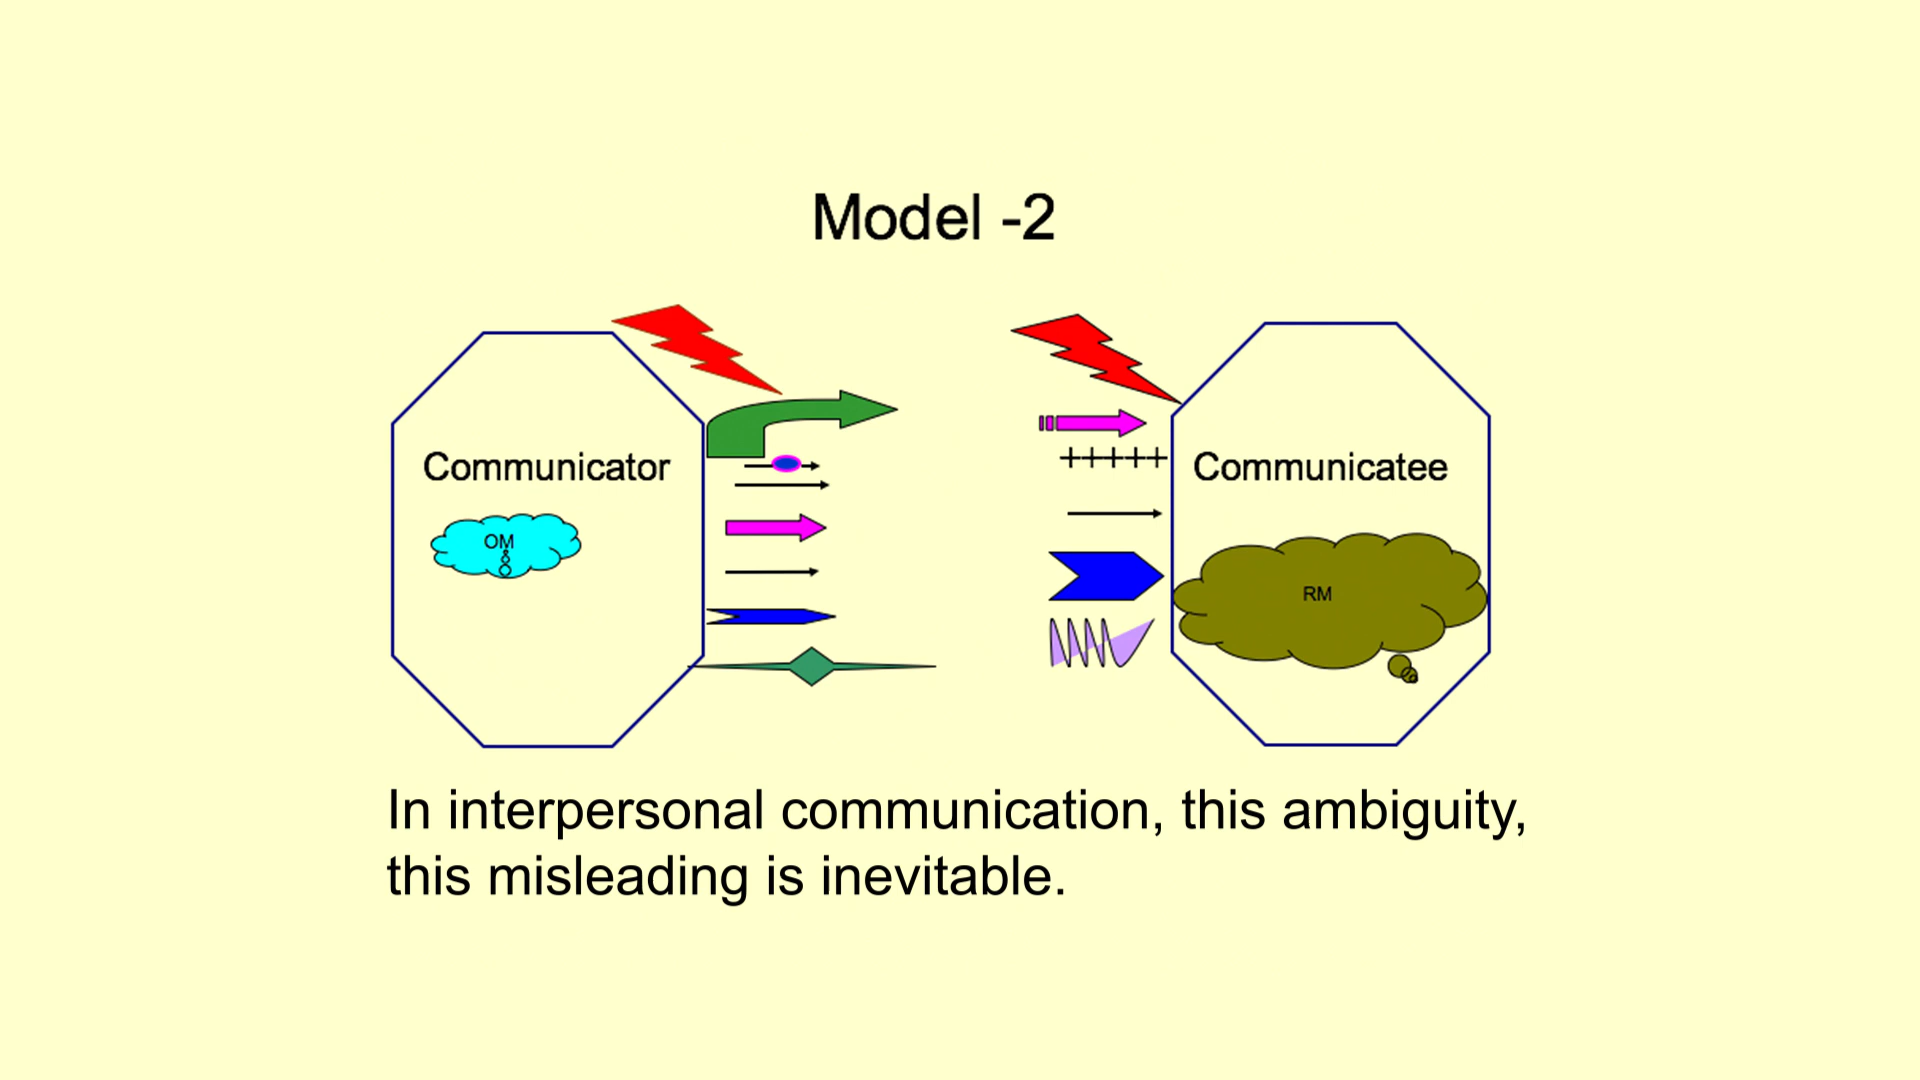 Model -2
Communicator
Communicatee
OM
RM
In interpersonal communication, this ambiguity,
this misleading is inevitable.